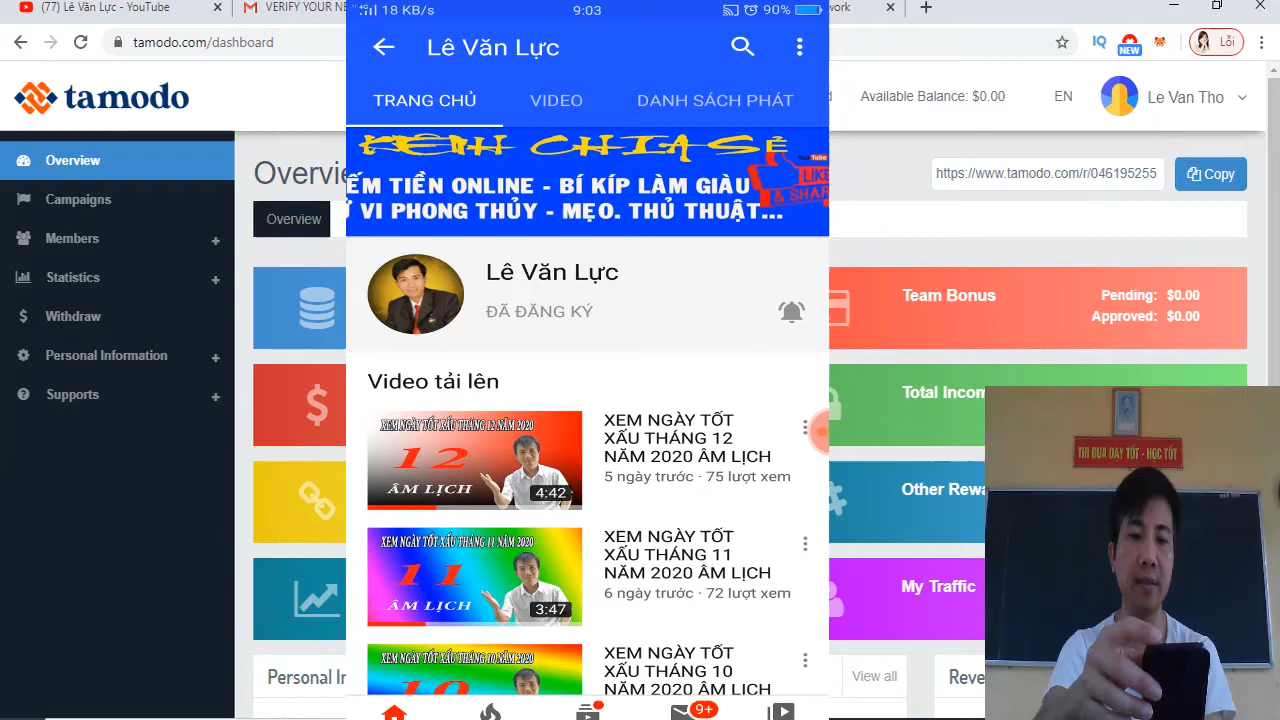 (7) YouTube
VERIFY YOUR
work
tamodo.com/dashboard
IQ
NEW
Lỗi
tamodo
Available Balance: $0.00
EN
Le Van Tho
Overview
Campaigns
Members
Statistics
Withdraw
Personal Information
Supports
Overview
Overview
https://www.tamodo.com/r/046195255
Copy
Team Bonus
Pending: $0.00
Approved: $0.00
Total Incom
Other Rewa
My Traffic
Personal I
View all
Reve
18 KB/s
9:03
90%
Lê Văn Lực
TRANG CHỦ
VIDEO
DANH SÁCH PHÁT
KÊNH CHIA SẺ
YouTube
LIKE
& SHAR
ẾM TIỀN ONLINE - BÍ KÍP LÀM GIÀU
Ử VI PHONG THỦY - MẸO. THỦ THUẬT...
Lê Văn Lực
ĐÃ ĐĂNG KÝ
Video tải lên
XEM NGÀY TỐT XẤU THÁNG 12 NĂM 2020
12
ÂM LỊCH
4:42
XEM NGÀY TỐT
XẤU THÁNG 12
NĂM 2020 ÂM LỊCH
5 ngày trước · 75 lượt xem
XEM NGÀY TỐT XẤU THÁNG 11 NĂM 2020
11
ÂM LỊCH
3:47
XEM NGÀY TỐT
XẤU THÁNG 11
NĂM 2020 ÂM LỊCH
6 ngày trước · 72 lượt xem
XEM NGÀY TỐT XẤU THÁNG 10 NĂM 2020
10
XEM NGÀY TỐT
XẤU THÁNG 10
NĂM 2020 ÂM LỊCH
9+
THI ĐUA DẠY TỐT - HỌC TỐT